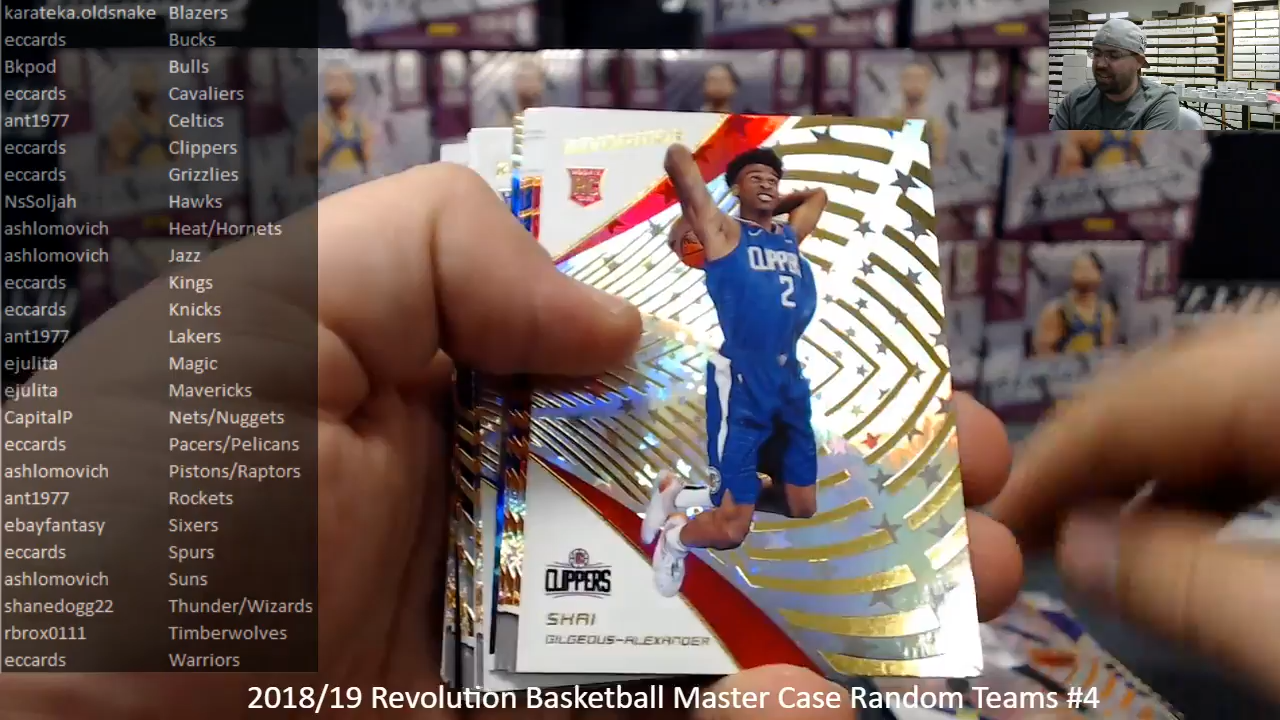 karateka.oldsnake Blazers
eccards Bucks
Bkpod Bulls
eccards Cavaliers
ant1977 Celtics
eccards Clippers
eccards Grizzlies
NsSoljah Hawks
ashlomovich Heat/Hornets
ashlomovich Jazz
eccards Kings
eccards Knicks
ant1977 Lakers
ejulita Magic
ejulita Mavericks
CapitalP Nets/Nuggets
eccards Pacers/Pelicans
ashlomovich Pistons/Raptors
ant1977 Rockets
ebayfantasy Sixers
eccards Spurs
ashlomovich Suns
shanedogg22 Thunder/Wizards
rbrox0111 Timberwolves
eccards Warriors
CLIPPERS
2
CLIPPERS
SHAI
GILGEOUS-ALEXANDER
2018/19 Revolution Basketball Master Case Random Teams #4